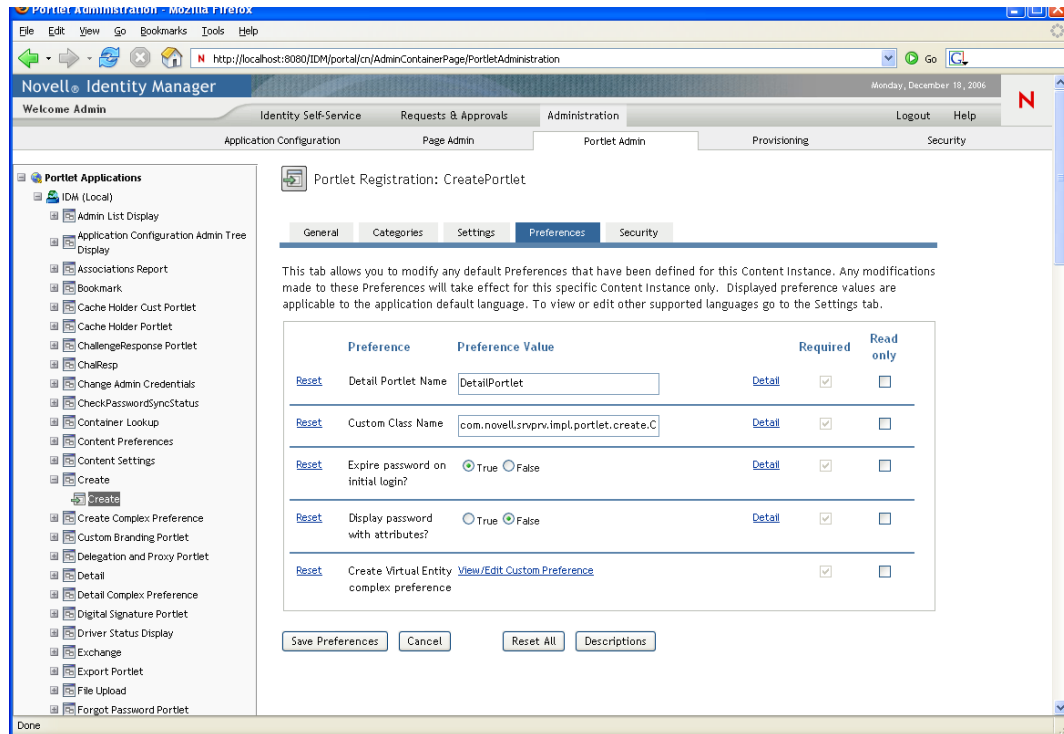 Portlet Administration - Mozilla Firefox
File Edit View Go Bookmarks Tools Help
N http://localhost:8080/IDM/portal/cn/AdminContainerPage/PortletAdministration Go G
Novell® Identity Manager Monday, December 18, 2006
N
Welcome Admin Identity Self-Service Requests & Approvals Administration Logout Help
Application Configuration Page Admin Portlet Admin Provisioning Security
Portlet Applications
IDM (Local)
Admin List Display
Application Configuration Admin Tree
Display
Associations Report
Bookmark
Cache Holder Cust Portlet
Cache Holder Portlet
ChallengeResponse Portlet
ChalResp
Change Admin Credentials
CheckPasswordSyncStatus
Container Lookup
Content Preferences
Content Settings
Create
Create
Create Complex Preference
Custom Branding Portlet
Delegation and Proxy Portlet
Detail
Detail Complex Preference
Digital Signature Portlet
Driver Status Display
Exchange
Export Portlet
File Upload
Forgot Password Portlet
Portlet Registration: CreatePortlet
General Categories Settings Preferences Security
This tab allows you to modify any default Preferences that have been defined for this Content Instance. Any modifications
made to these Preferences will take effect for this specific Content Instance only. Displayed preference values are
applicable to the application default language. To view or edit other supported languages go to the Settings tab.
Preference Preference Value Required Read
only
Reset Detail Portlet Name DetailPortlet Detail
Reset Custom Class Name com.novell.srvprv.impl.portlet.create.C Detail
Reset Expire password on True False Detail
initial login?
Reset Display password True False Detail
with attributes?
Reset Create Virtual Entity View/Edit Custom Preference
complex preference
Save Preferences Cancel Reset All Descriptions
Done